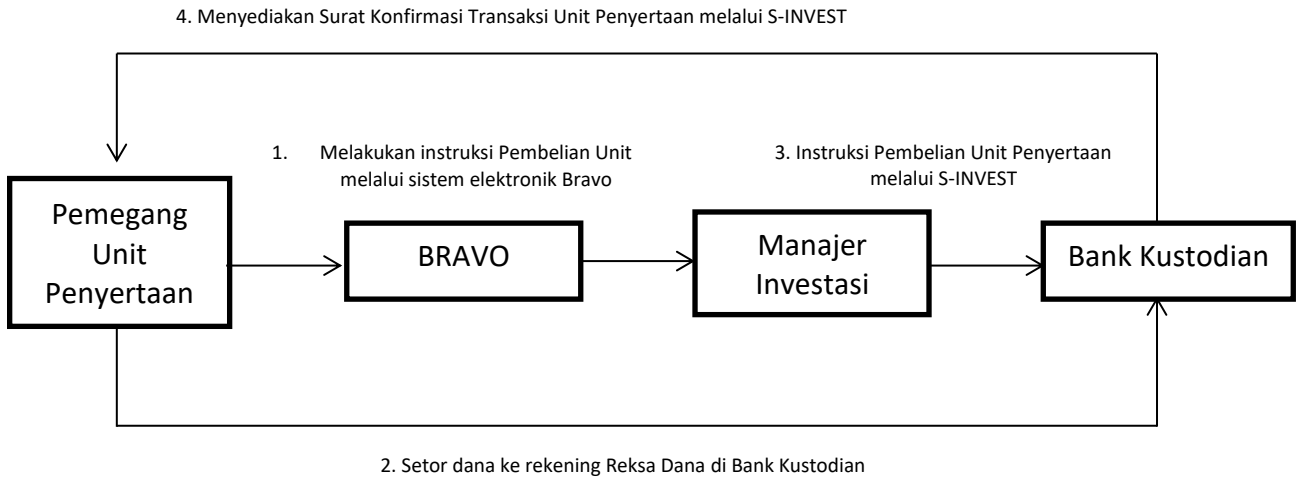 4. Menyediakan Surat Konfirmasi Transaksi Unit Penyertaan melalui S-INVEST
1. Melakukan instruksi Pembelian Unit
melalui sistem elektronik Bravo
3. Instruksi Pembelian Unit Penyertaan
melalui S-INVEST
Pemegang
Unit
Penyertaan
BRAVO
Manajer
Investasi
Bank Kustodian
2. Setor dana ke rekening Reksa Dana di Bank Kustodian